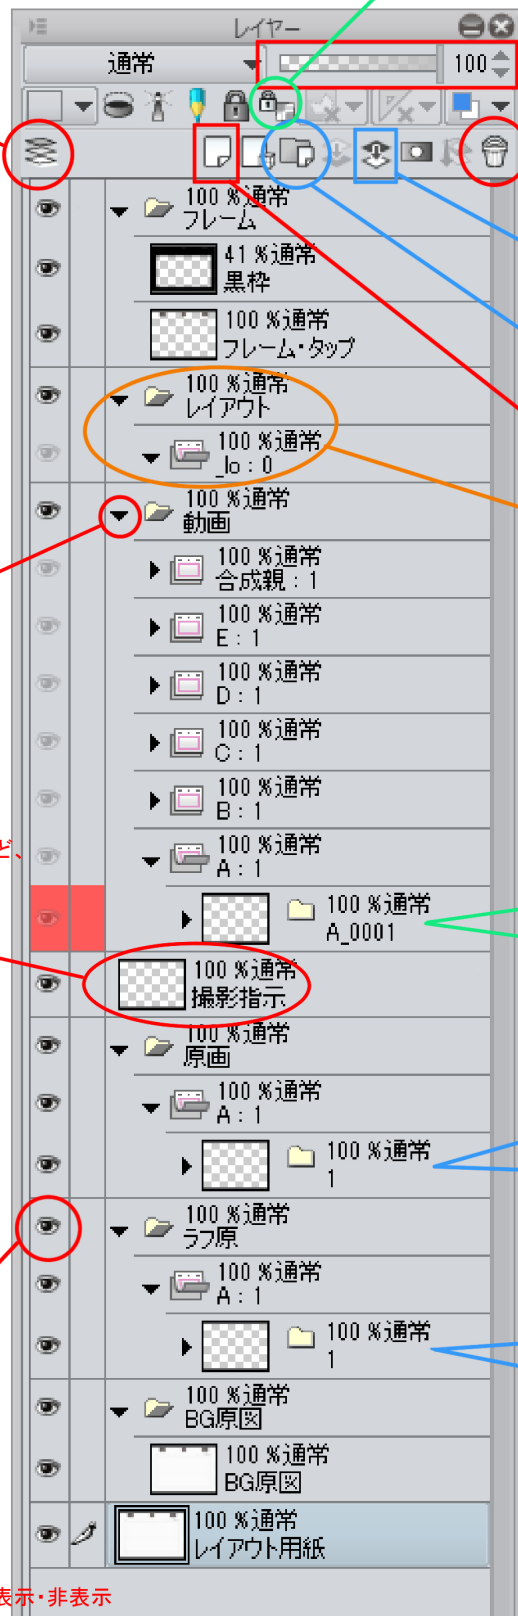 レイヤー
通常
100
100 %通常
フレーム
41 %通常
黒枠
100 %通常
フレーム・タップ
100 %通常
レイアウト
100 %通常
_lo : 0
100 %通常
動画
100 %通常
合成親 : 1
100 %通常
E : 1
100 %通常
D : 1
100 %通常
C : 1
100 %通常
B : 1
ど、
100 %通常
A : 1
100 %通常
A_0001
100 %通常
撮影指示
100 %通常
原画
100 %通常
A : 1
100 %通常
1
100 %通常
ラフ原
100 %通常
A : 1
100 %通常
1
100 %通常
BG原図
100 %通常
BG原図
100 %通常
レイアウト用紙
表示・非表示